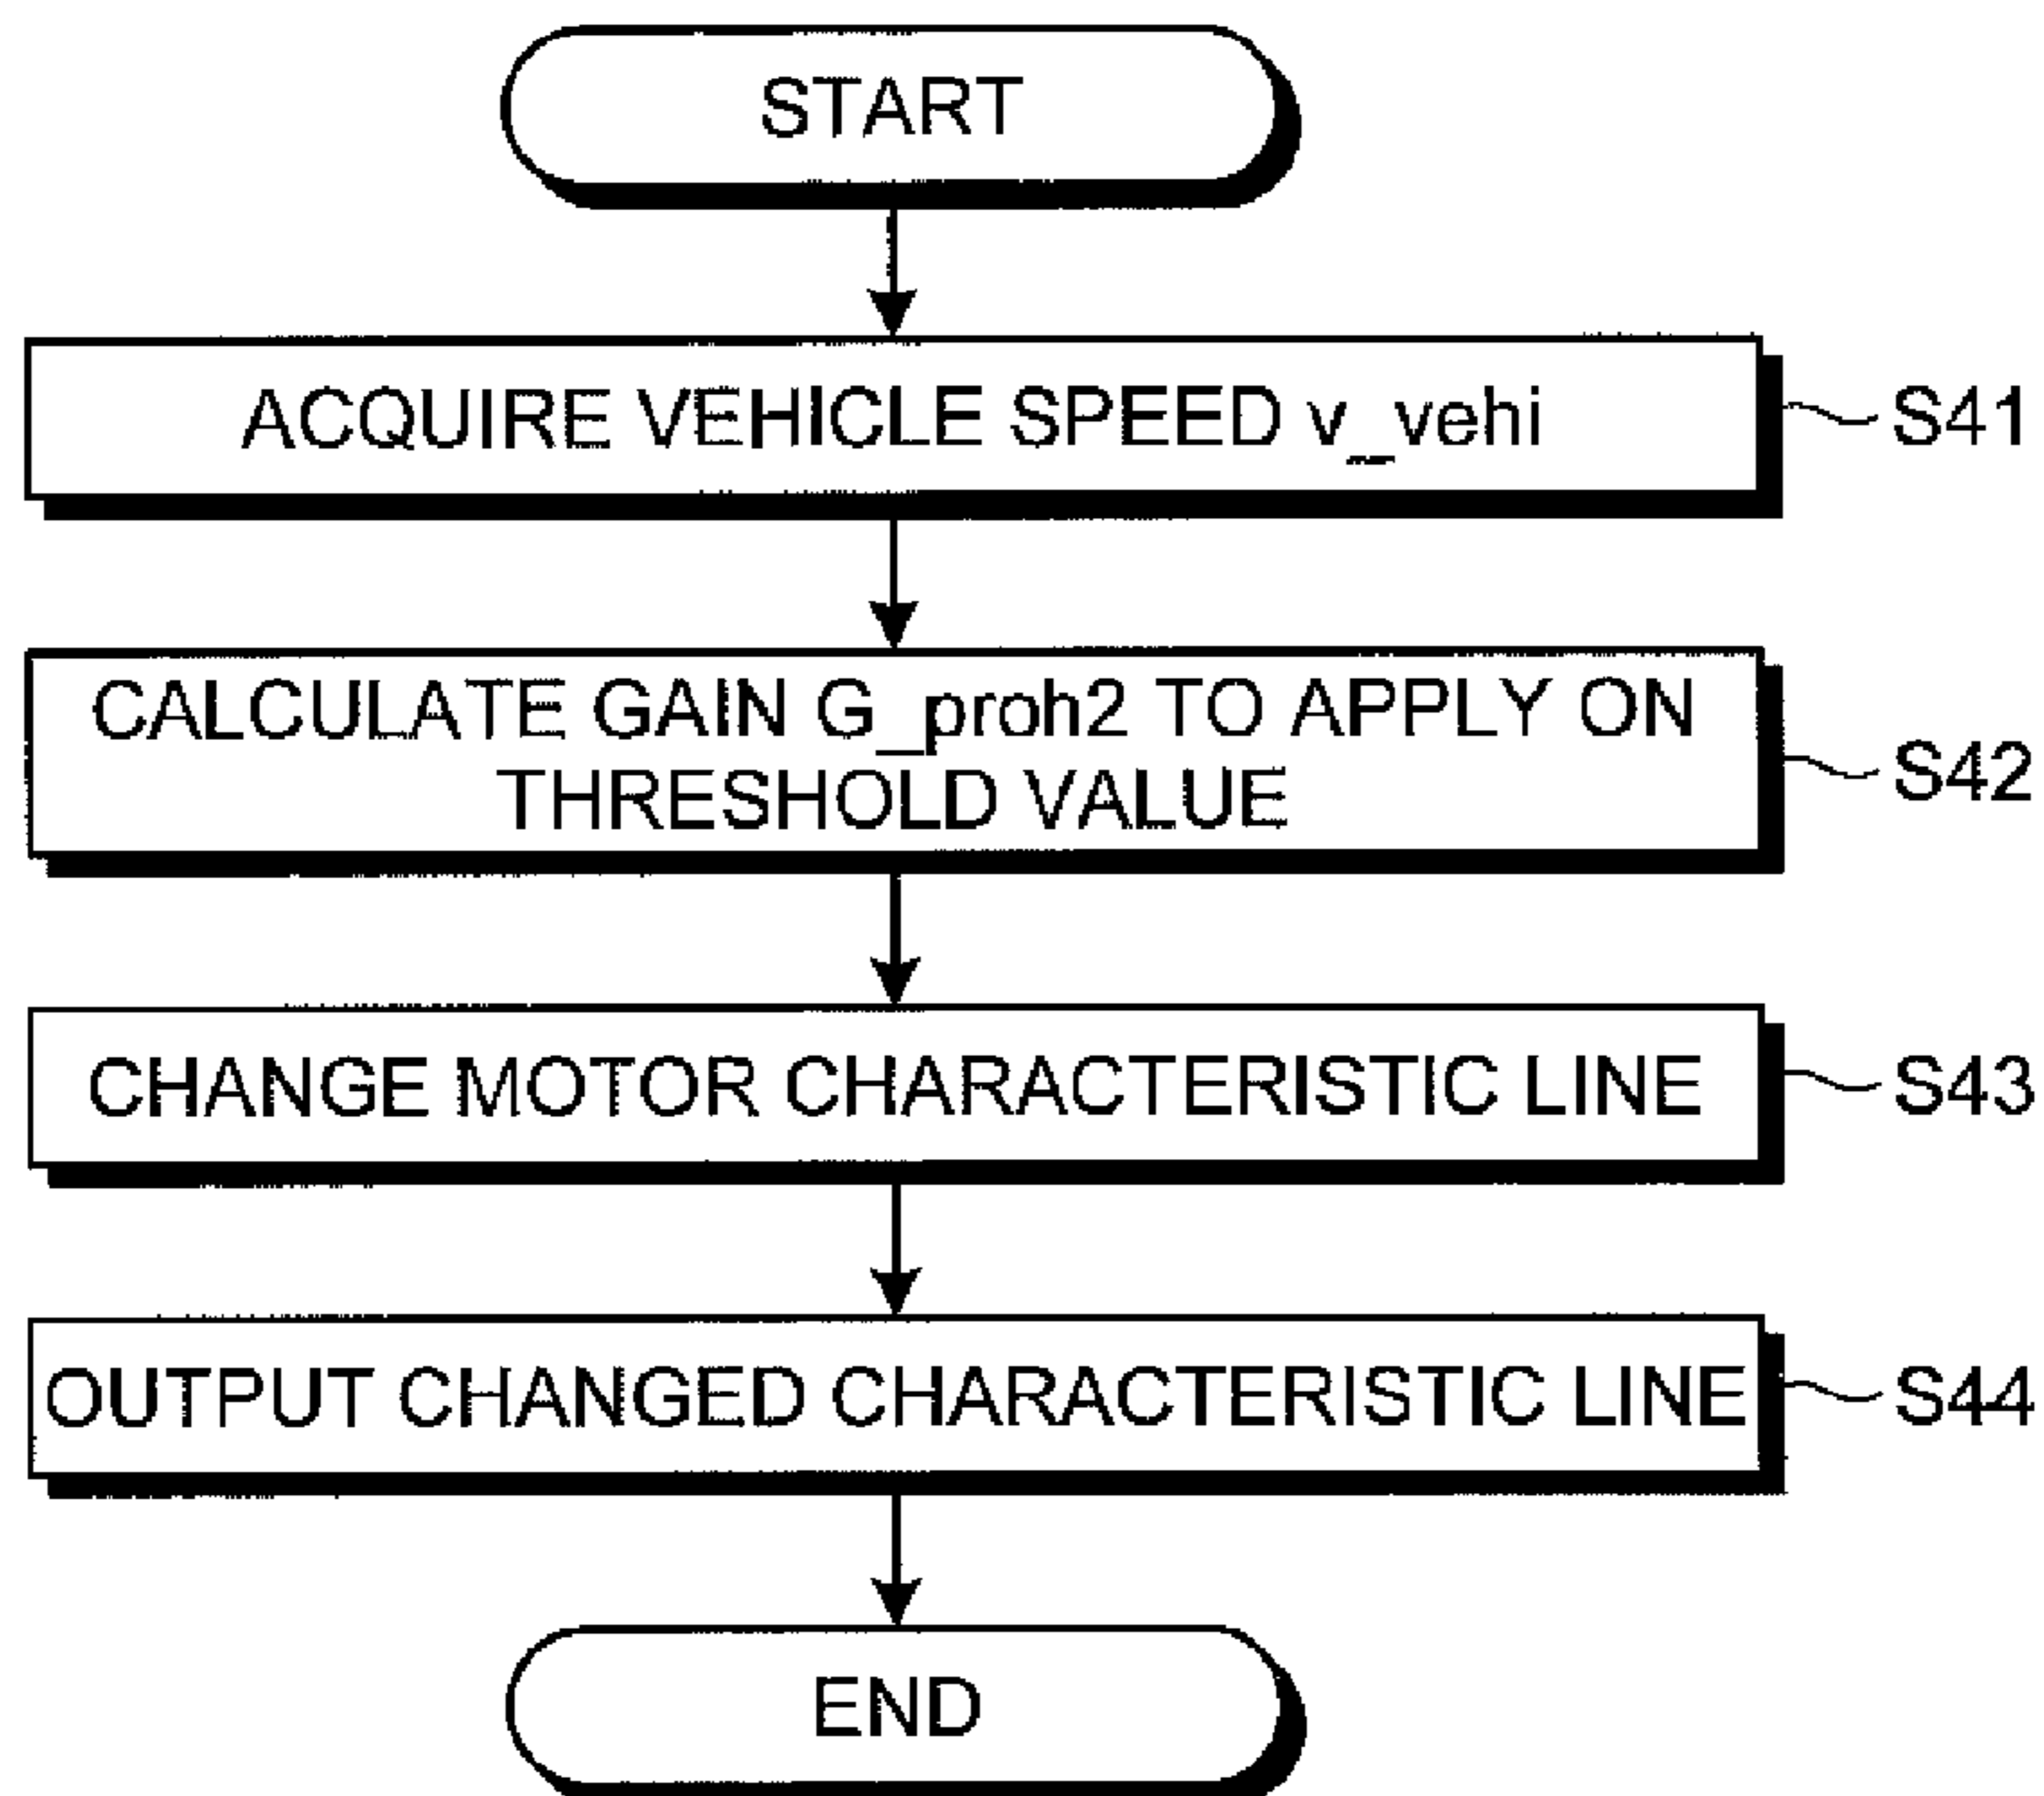 START
ACQUIRE VEHICLE SPEED v_vehi
S41
CALCULATE GAIN G_proh2 TO APPLY ON
THRESHOLD VALUE
S42
CHANGE MOTOR CHARACTERISTIC LINE
S43
OUTPUT CHANGED CHARACTERISTIC LINE
S44
END